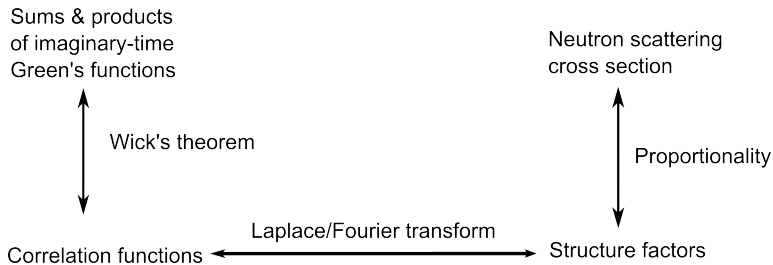 Sums & products
of imaginary-time
Green's functions
Neutron scattering
cross section
Wick's theorem
Proportionality
Laplace/Fourier transform
Correlation functions
Structure factors